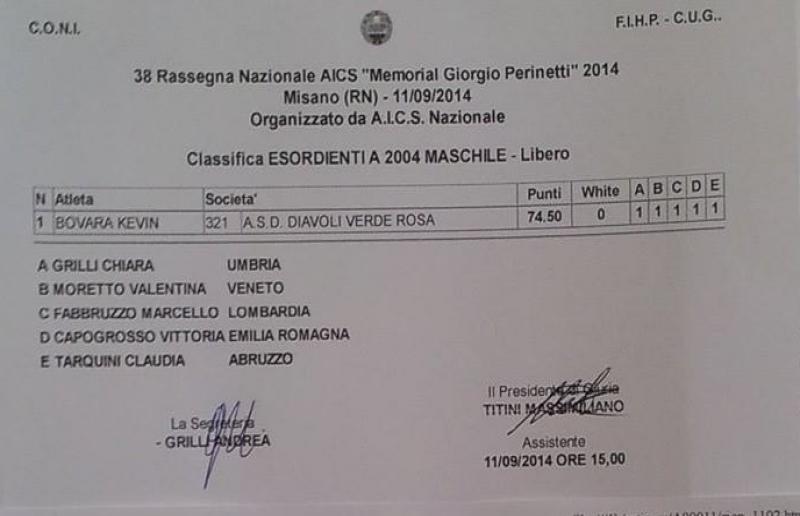 C.O.N.I.
F.I.H.P. - C.U.G..
38 Rassegna Nazionale AICS "Memorial Giorgio Perinetti" 2014
Misano (RN) - 11/09/2014
Organizzato da A.I.C.S. Nazionale
Classifica ESORDIENTI A 2004 MASCHILE - Libero
N Atleta Societa' Punti White A B C D E
1 BOVARA KEVIN 321 A.S.D. DIAVOLI VERDE ROSA 74.50 0 1 1 1 1 1
A GRILLI CHIARA UMBRIA
B MORETTO VALENTINA VENETO
C FABBRUZZO MARCELLO LOMBARDIA
D CAPOGROSSO VITTORIA EMILIA ROMAGNA
E TARQUINI CLAUDIA ABRUZZO
Il Presidente di Giuria
TITINI MASSIMILIANO
La Segreteria
- GRILLI ANDREA
Assistente
11/09/2014 ORE 15,00